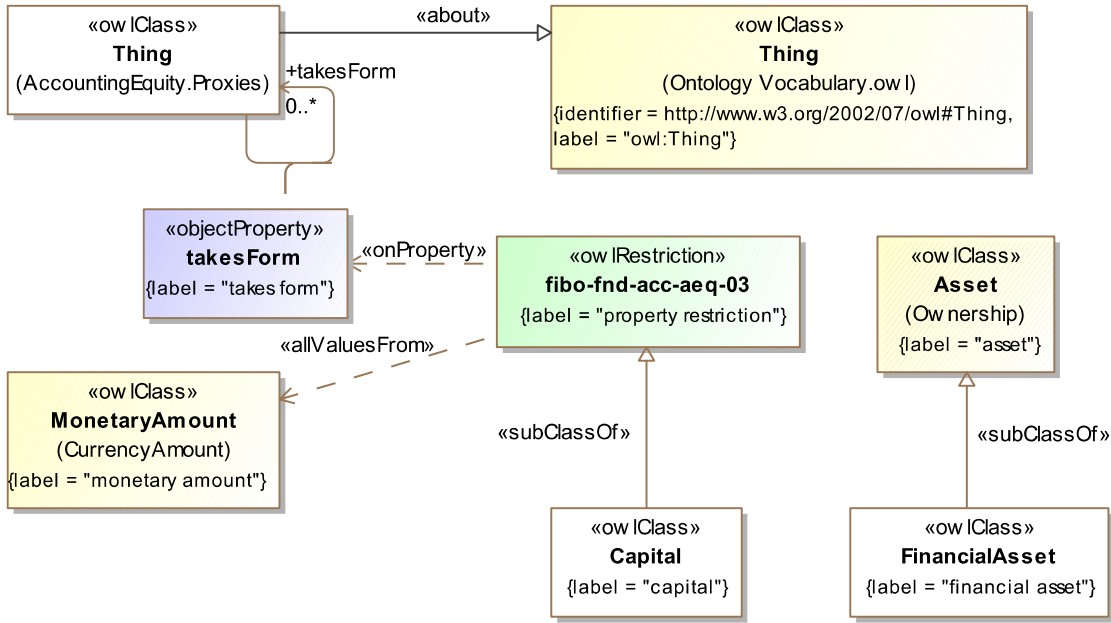 «owlClass»
Thing
(AccountingEquity.Proxies)
«about»
«owlClass»
Thing
(Ontology Vocabulary.owl)
{identifier = http://www.w3.org/2002/07/owl#Thing,
label = "owl:Thing"}
+takesForm
0..*
«objectProperty»
takesForm
{label = "takes form"}
«onProperty»
«owlRestriction»
fibo-fnd-acc-aeq-03
{label = "property restriction"}
«owlClass»
Asset
(Ownership)
{label = "asset"}
«allValuesFrom»
«owlClass»
MonetaryAmount
(CurrencyAmount)
{label = "monetary amount"}
«subClassOf»
«subClassOf»
«owlClass»
Capital
{label = "capital"}
«owlClass»
FinancialAsset
{label = "financial asset"}